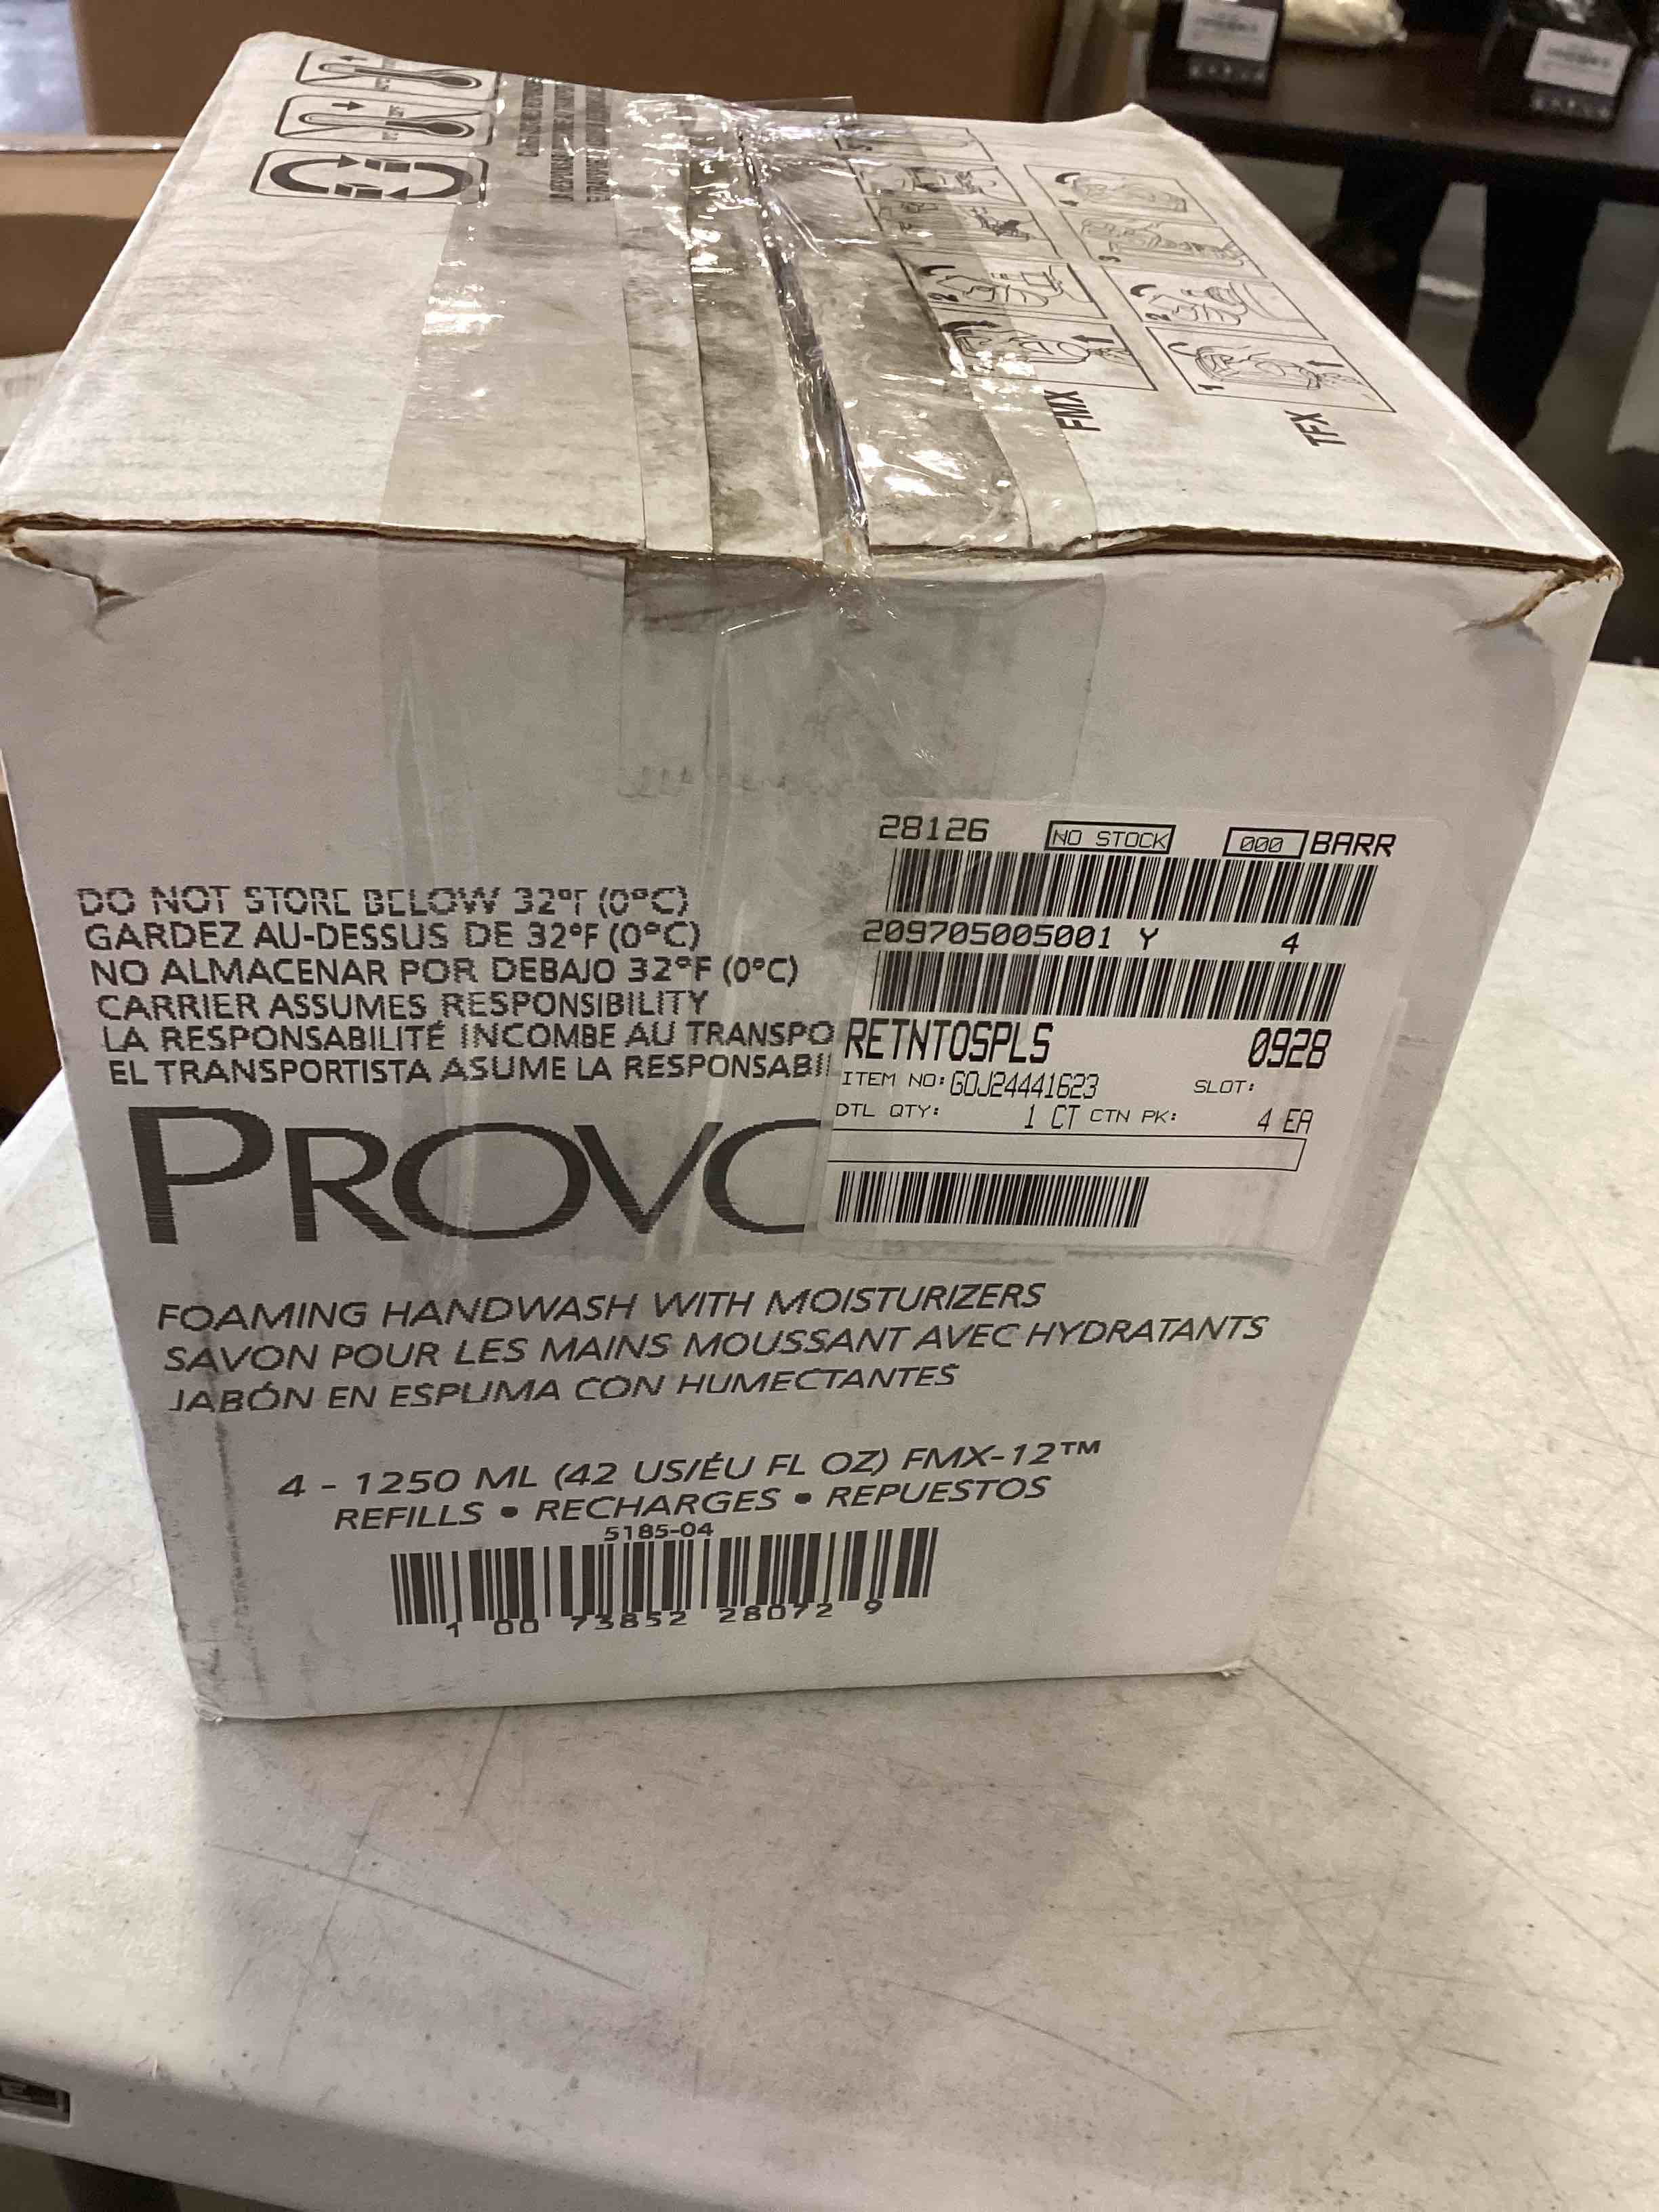 FMX
TFX
28126 NO STOCK 000 BARR
209705005001 Y 4
RETNTOSPLS 0928
ITEM NO: GOJ24441623 SLOT:
DTL QTY: 1 CT CTN PK: 4 EA
DO NOT STORE BELOW 32°F (0°C)
GARDEZ AU-DESSUS DE 32°F (0°C)
NO ALMACENAR POR DEBAJO 32°F (0°C)
CARRIER ASSUMES RESPONSIBILITY
LA RESPONSABILITÉ INCOMBE AU TRANSPO
EL TRANSPORTISTA ASUME LA RESPONSABI
PROVO
FOAMING HANDWASH WITH MOISTURIZERS
SAVON POUR LES MAINS MOUSSANT AVEC HYDRATANTS
JABÓN EN ESPUMA CON HUMECTANTES
4 - 1250 ML (42 US/ÉU FL OZ) FMX-12™
REFILLS • RECHARGES • REPUESTOS
5185-04
1 00 73852 28072 9